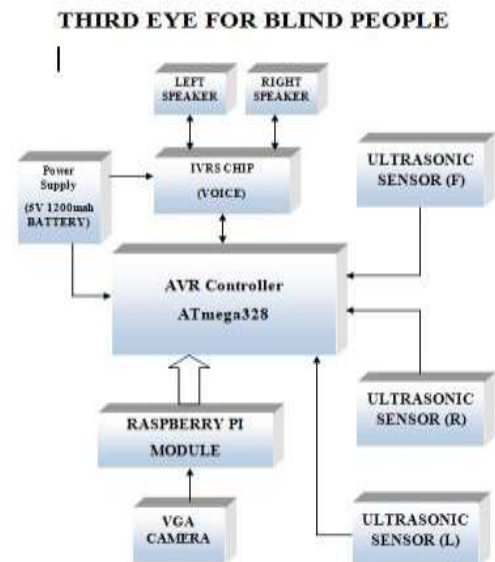 THIRD EYE FOR BLIND PEOPLE
LEFT
SPEAKER
RIGHT
SPEAKER
Power
Supply
(5V 1200mah
BATTERY)
IVRS CHIP
(VOICE)
ULTRASONIC
SENSOR (F)
AVR Controller
ATmega328
ULTRASONIC
SENSOR (R)
RASPBERRY PI
MODULE
VGA
CAMERA
ULTRASONIC
SENSOR (L)